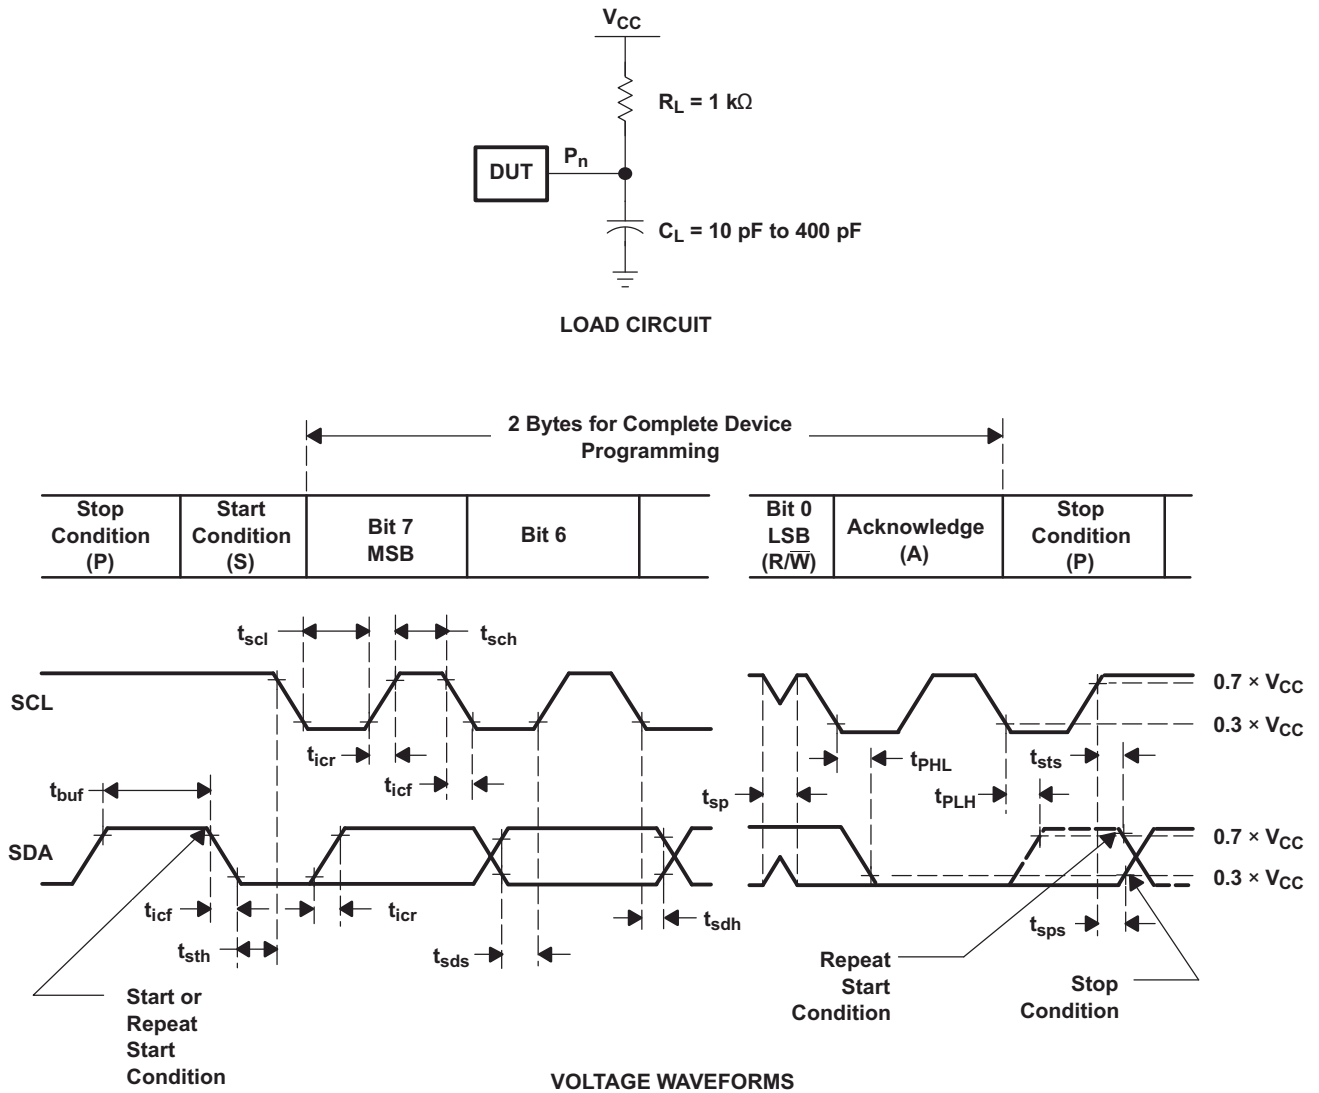 VCC
RL = 1 kΩ
DUT
Pn
CL = 10 pF to 400 pF
LOAD CIRCUIT
2 Bytes for Complete Device
Programming
Stop
Condition
(P)
Start
Condition
(S)
Bit 7
MSB
Bit 6
Bit 0
LSB
(R/W̅)
Acknowledge
(A)
Stop
Condition
(P)
tscl
tsch
SCL
0.7 × VCC
0.3 × VCC
ticr
ticf
tPHL
tsts
tbuf
tsp
tPLH
SDA
0.7 × VCC
0.3 × VCC
ticf
ticr
tsdh
tsth
tsds
tsps
Start or
Repeat
Start
Condition
Repeat
Start
Condition
Stop
Condition
VOLTAGE WAVEFORMS